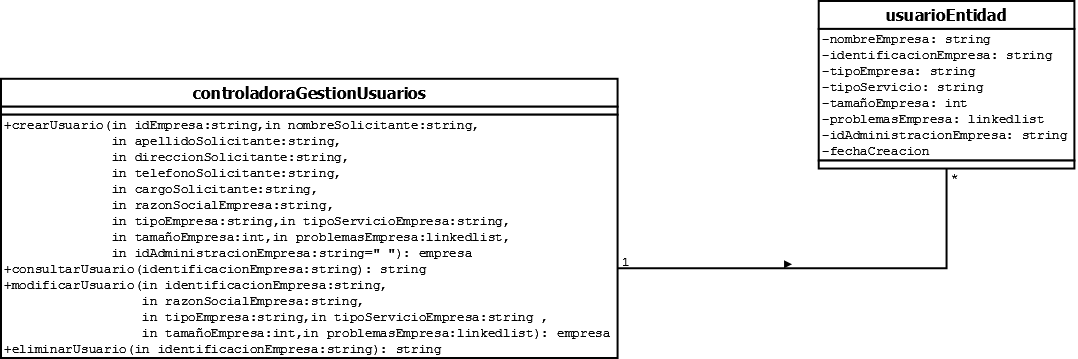 usuarioEntidad
-nombreEmpresa: string
-identificacionEmpresa: string
-tipoEmpresa: string
-tipoServicio: string
-tamañoEmpresa: int
-problemasEmpresa: linkedlist
-idAdministracionEmpresa: string
-fechaCreacion
*
controladoraGestionUsuarios
+crearUsuario(in idEmpresa:string,in nombreSolicitante:string,
in apellidoSolicitante:string,
in direccionSolicitante:string,
in telefonoSolicitante:string,
in cargoSolicitante:string,
in razonSocialEmpresa:string,
in tipoEmpresa:string,in tipoServicioEmpresa:string,
in tamañoEmpresa:int,in problemasEmpresa:linkedlist,
in idAdministracionEmpresa:string=" "): empresa
+consultarUsuario(identificacionEmpresa:string): string
+modificarUsuario(in identificacionEmpresa:string,
in razonSocialEmpresa:string,
in tipoEmpresa:string,in tipoServicioEmpresa:string ,
in tamañoEmpresa:int,in problemasEmpresa:linkedlist): empresa
+eliminarUsuario(in identificacionEmpresa:string): string
1